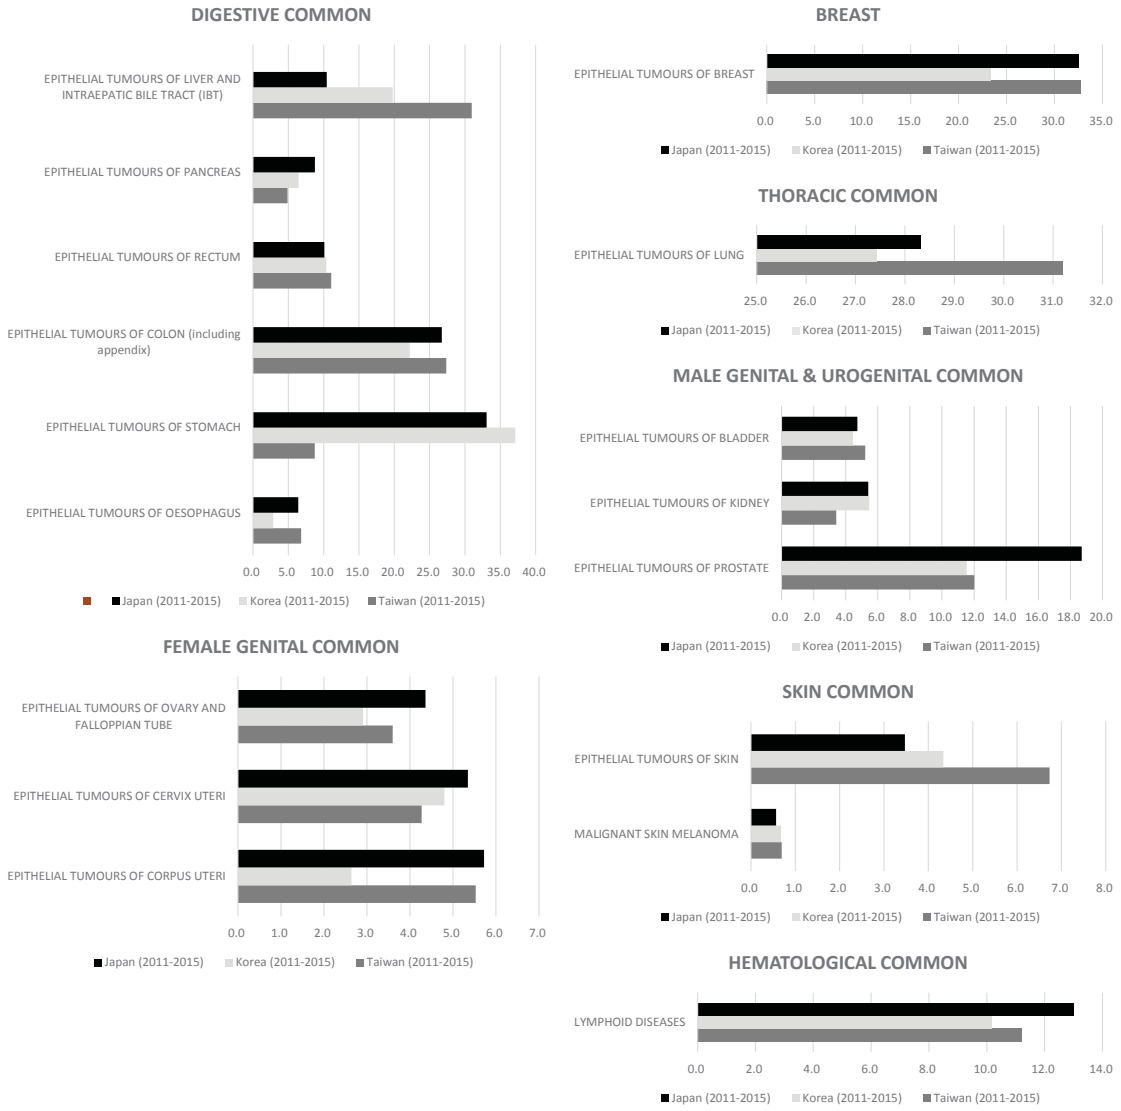 DIGESTIVE COMMON
EPITHELIAL TUMOURS OF LIVER AND
INTRAEPATIC BILE TRACT (IBT)
EPITHELIAL TUMOURS OF PANCREAS
EPITHELIAL TUMOURS OF RECTUM
EPITHELIAL TUMOURS OF COLON (including
appendix)
EPITHELIAL TUMOURS OF STOMACH
EPITHELIAL TUMOURS OF OESOPHAGUS
0.0 5.0 10.0 15.0 20.0 25.0 30.0 35.0 40.0
Japan (2011-2015) Korea (2011-2015) Taiwan (2011-2015)
FEMALE GENITAL COMMON
EPITHELIAL TUMOURS OF OVARY AND
FALLOPPIAN TUBE
EPITHELIAL TUMOURS OF CERVIX UTERI
EPITHELIAL TUMOURS OF CORPUS UTERI
0.0 1.0 2.0 3.0 4.0 5.0 6.0 7.0
Japan (2011-2015) Korea (2011-2015) Taiwan (2011-2015)
BREAST
EPITHELIAL TUMOURS OF BREAST
0.0 5.0 10.0 15.0 20.0 25.0 30.0 35.0
Japan (2011-2015) Korea (2011-2015) Taiwan (2011-2015)
THORACIC COMMON
EPITHELIAL TUMOURS OF LUNG
25.0 26.0 27.0 28.0 29.0 30.0 31.0 32.0
Japan (2011-2015) Korea (2011-2015) Taiwan (2011-2015)
MALE GENITAL & UROGENITAL COMMON
EPITHELIAL TUMOURS OF BLADDER
EPITHELIAL TUMOURS OF KIDNEY
EPITHELIAL TUMOURS OF PROSTATE
0.0 2.0 4.0 6.0 8.0 10.0 12.0 14.0 16.0 18.0 20.0
Japan (2011-2015) Korea (2011-2015) Taiwan (2011-2015)
SKIN COMMON
EPITHELIAL TUMOURS OF SKIN
MALIGNANT SKIN MELANOMA
0.0 1.0 2.0 3.0 4.0 5.0 6.0 7.0 8.0
Japan (2011-2015) Korea (2011-2015) Taiwan (2011-2015)
HEMATOLOGICAL COMMON
LYMPHOID DISEASES
0.0 2.0 4.0 6.0 8.0 10.0 12.0 14.0
Japan (2011-2015) Korea (2011-2015) Taiwan (2011-2015)